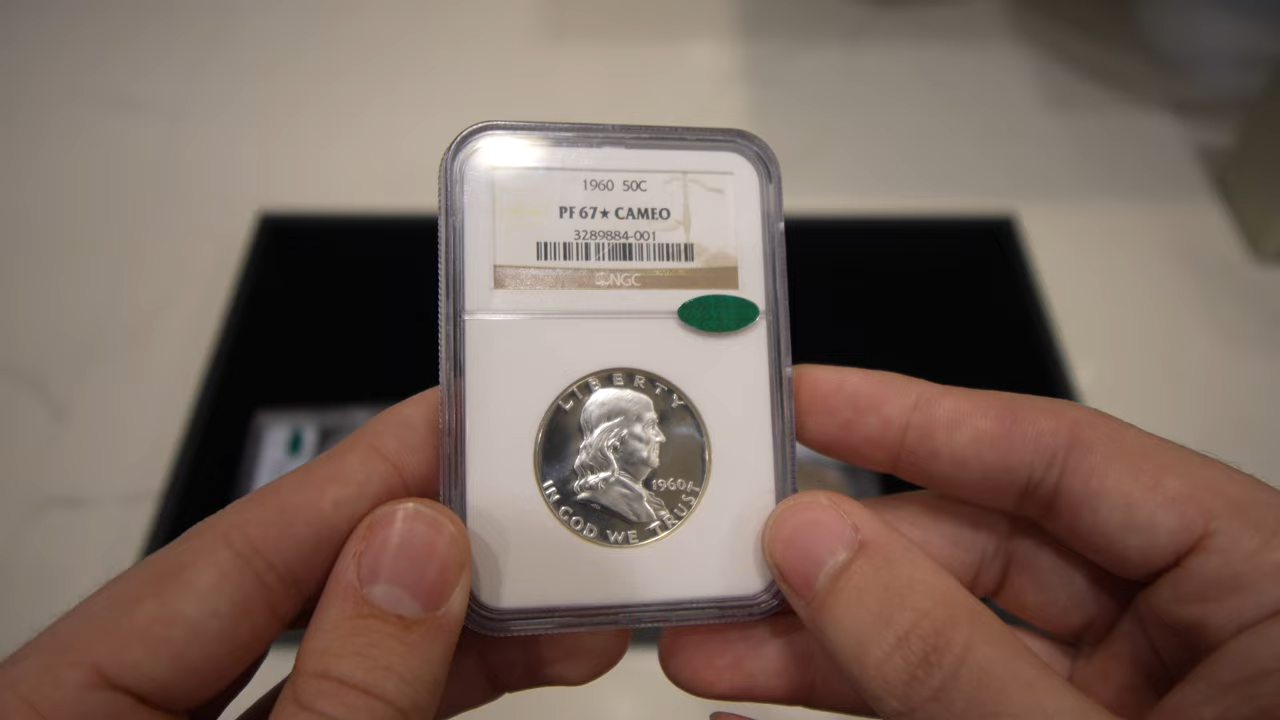 1960 50C
PF 67★ CAMEO
3289884-001
NGC
LIBERTY
1960
IN GOD WE TRUST